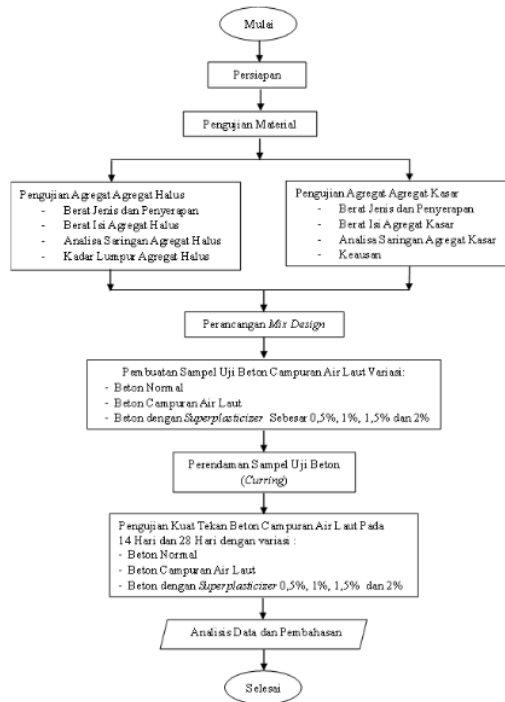 Mulai
Persiapan
Pengujian Material
Pengujian Agregat Agregat Halus
- Berat Jenis dan Penyerapan
- Berat Isi Agregat Halus
- Analisa Saringan Agregat Halus
- Kadar Lumpur Agregat Halus
Pengujian Agregat Agregat Kasar
- Berat Jenis dan Penyerapan
- Berat Isi Agregat Kasar
- Analisa Saringan Agregat Kasar
- Keausan
Perancangan Mix Design
Pembuatan Sampel Uji Beton Campuran Air Laut Variasi:
- Beton Normal
- Beton Campuran Air Laut
- Beton dengan Superplasticizer Sebesar 0,5%, 1%, 1,5% dan 2%
Perendaman Sampel Uji Beton
(Curring)
Pengujian Kuat Tekan Beton Campuran Air Laut Pada
14 Hari dan 28 Hari dengan variasi :
- Beton Normal
- Beton Campuran Air Laut
- Beton dengan Superplasticizer 0,5%, 1%, 1,5% dan 2%
Analisis Data dan Pembahasan
Selesai